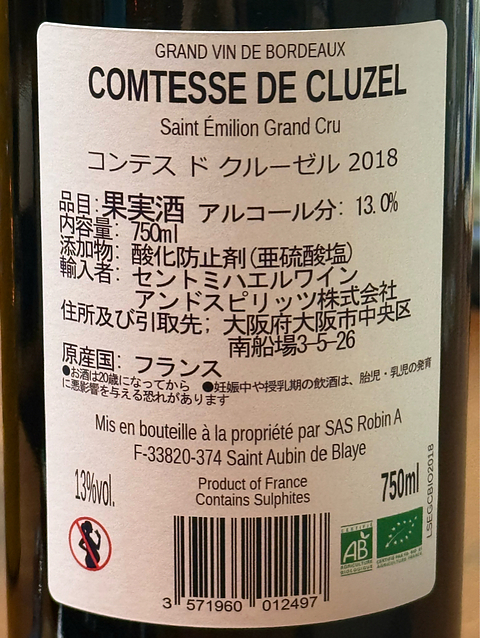 GRAND VIN DE BORDEAUX
COMTESSE DE CLUZEL
Saint Émilion Grand Cru
コンテス ド クルーゼル 2018
品目:果実酒 アルコール分: 13.0%
内容量: 750ml
添加物: 酸化防止剤(亜硫酸塩)
輸入者: セントミハエルワイン
アンドスピリッツ株式会社
住所及び引取先; 大阪府大阪市中央区
南船場3-5-26
原産国: フランス
●お酒は20歳になってから ●妊娠中や授乳期の飲酒は、胎児・乳児の発育
に悪影響を与える恐れがあります
Mis en bouteille à la propriété par SAS Robin A
F-33820-374 Saint Aubin de Blaye
13%vol.
Product of France
Contains Sulphites
750ml
LSEGCBIO2018
CERTIFIÉ
AB
AGRICULTURE
BIOLOGIQUE
3 571960 012497